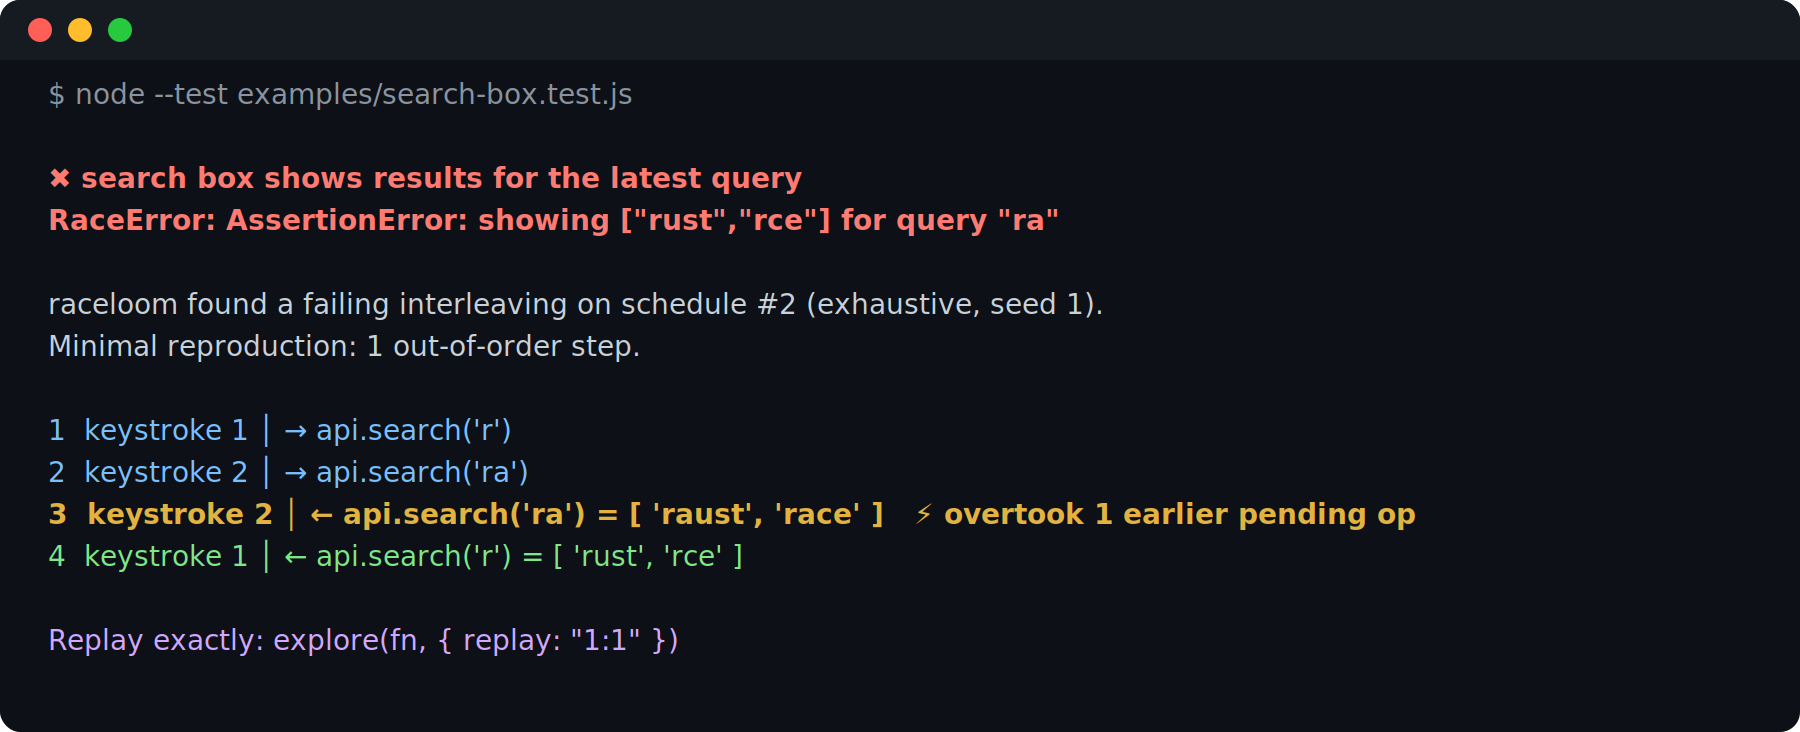 $ node --test examples/search-box.test.js
✖ search box shows results for the latest query
RaceError: AssertionError: showing ["rust","rce"] for query "ra"
raceloom found a failing interleaving on schedule #2 (exhaustive, seed 1).
Minimal reproduction: 1 out-of-order step.
1  keystroke 1 │ → api.search('r')
2  keystroke 2 │ → api.search('ra')
3  keystroke 2 │ ← api.search('ra') = [ 'raust', 'race' ]   ⚡ overtook 1 earlier pending op
4  keystroke 1 │ ← api.search('r') = [ 'rust', 'rce' ]
Replay exactly: explore(fn, { replay: "1:1" })